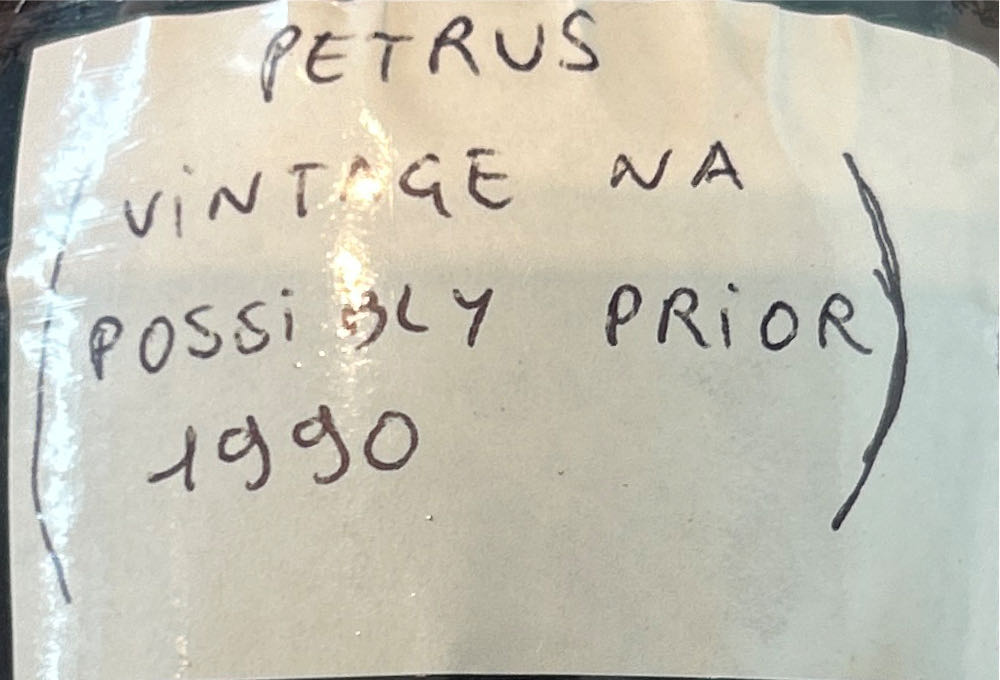 PETRUS
(VINTAGE NA
POSSIBLY PRIOR
1990)